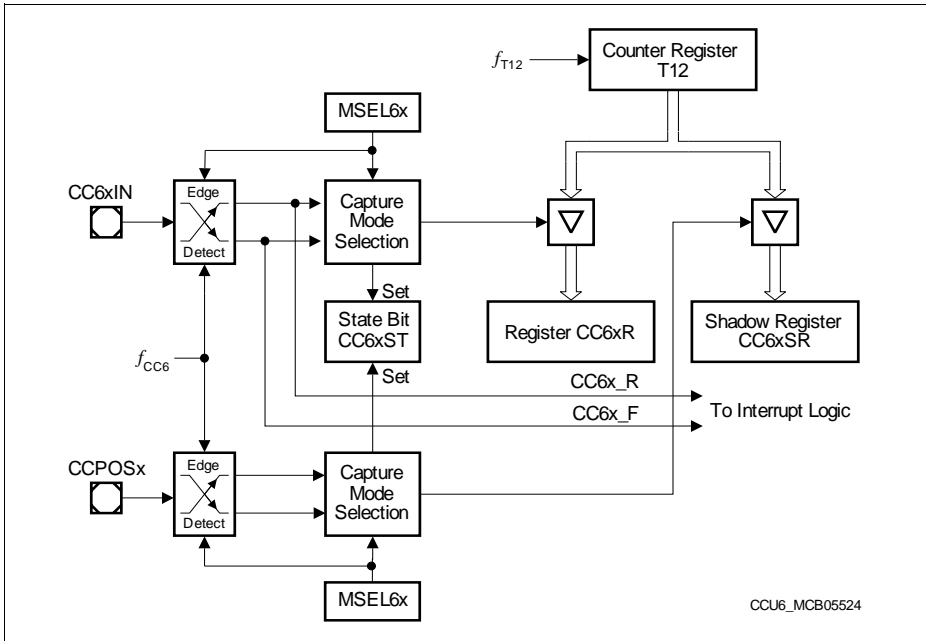 Counter Register
T12
fT12
MSEL6x
CC6xIN
Edge
Detect
Capture
Mode
Selection
Set
State Bit
CC6xST
Set
Register CC6xR
Shadow Register
CC6xSR
fCC6
CC6x_R
CC6x_F
To Interrupt Logic
CCPOSx
Edge
Detect
Capture
Mode
Selection
MSEL6x
CCU6_MCB05524